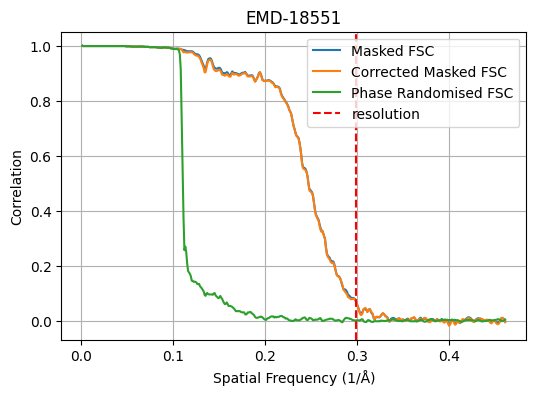 EMD-18551
Masked FSC
Corrected Masked FSC
Phase Randomised FSC
resolution
Correlation
1.0
0.8
0.6
0.4
0.2
0.0
0.0 0.1 0.2 0.3 0.4
Spatial Frequency (1/Å)